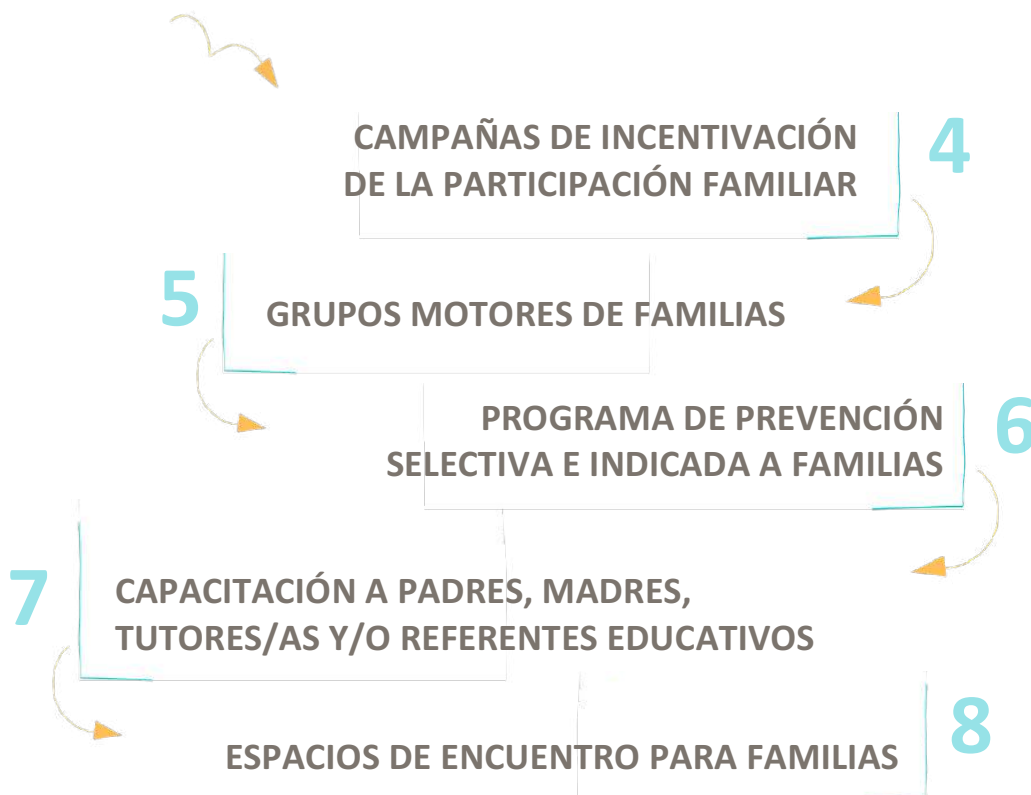 CAMPAÑAS DE INCENTIVACIÓN
DE LA PARTICIPACIÓN FAMILIAR
4
5
GRUPOS MOTORES DE FAMILIAS
PROGRAMA DE PREVENCIÓN
SELECTIVA E INDICADA A FAMILIAS
6
7
CAPACITACIÓN A PADRES, MADRES,
TUTORES/AS Y/O REFERENTES EDUCATIVOS
8
ESPACIOS DE ENCUENTRO PARA FAMILIAS